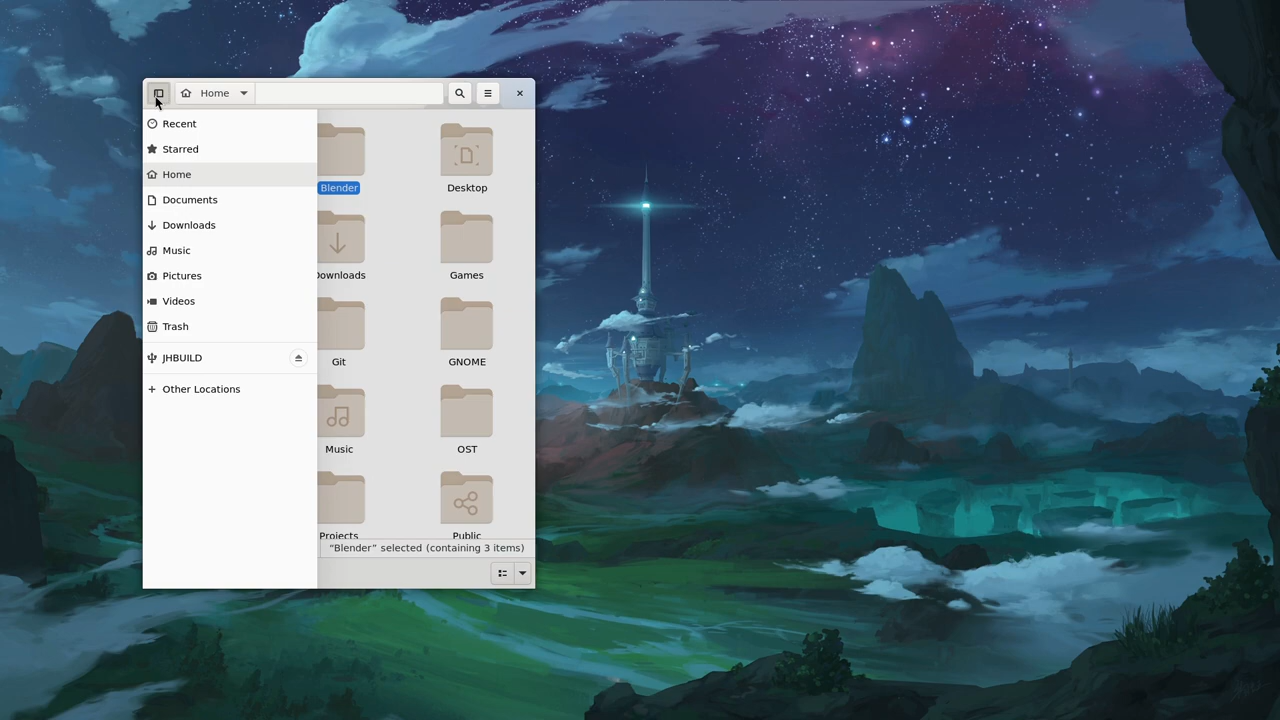 Home
Recent
Starred
Home
Documents
Downloads
Music
Pictures
Videos
Trash
JHBUILD
Other Locations
Blender
Desktop
Downloads
Games
Git
GNOME
Music
OST
Projects
Public
“Blender” selected (containing 3 items)